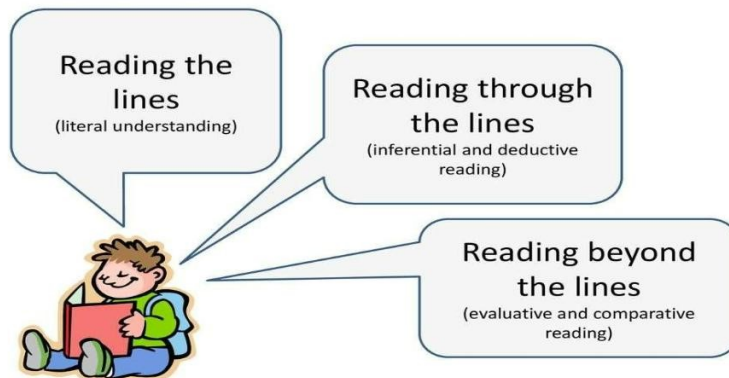 Reading the
lines
(literal understanding)
Reading through
the lines
(inferential and deductive
reading)
Reading beyond
the lines
(evaluative and comparative
reading)